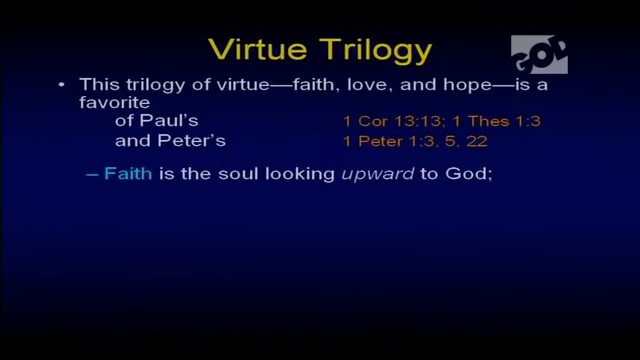 Virtue Trilogy
GOD
• This trilogy of virtue—faith, love, and hope—is a
favorite
of Paul's 1 Cor 13:13; 1 Thes 1:3
and Peter's 1 Peter 1:3, 5, 22
– Faith is the soul looking upward to God;